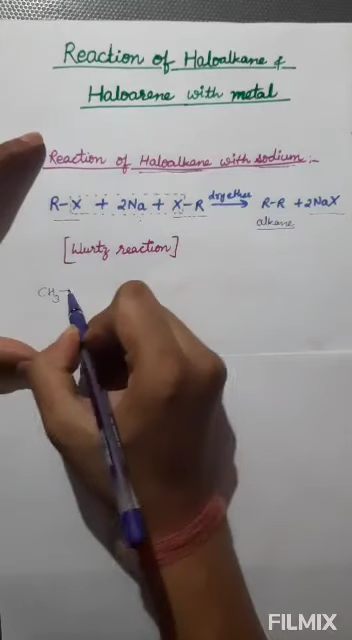 Reaction of Haloalkane &
Haloarene with metal
Reaction of Haloalkane with sodium:-
R-X + 2Na + X-R dry ether → R-R + 2NaX
alkane
[Wurtz reaction]
CH₃-
FILMIX